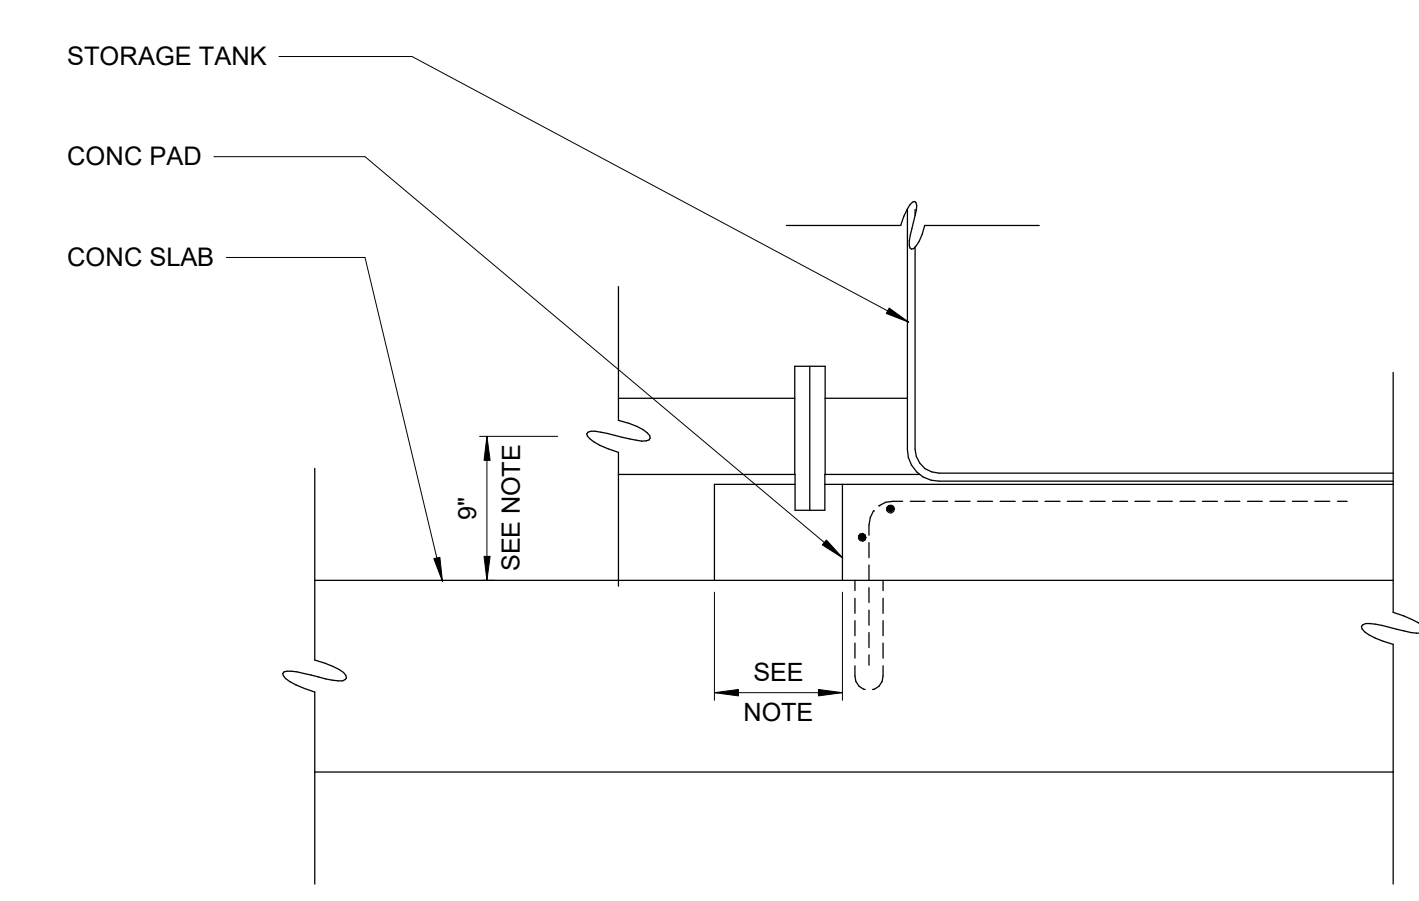 STORAGE TANK
CONC PAD
CONC SLAB
9"
SEE NOTE
SEE
NOTE